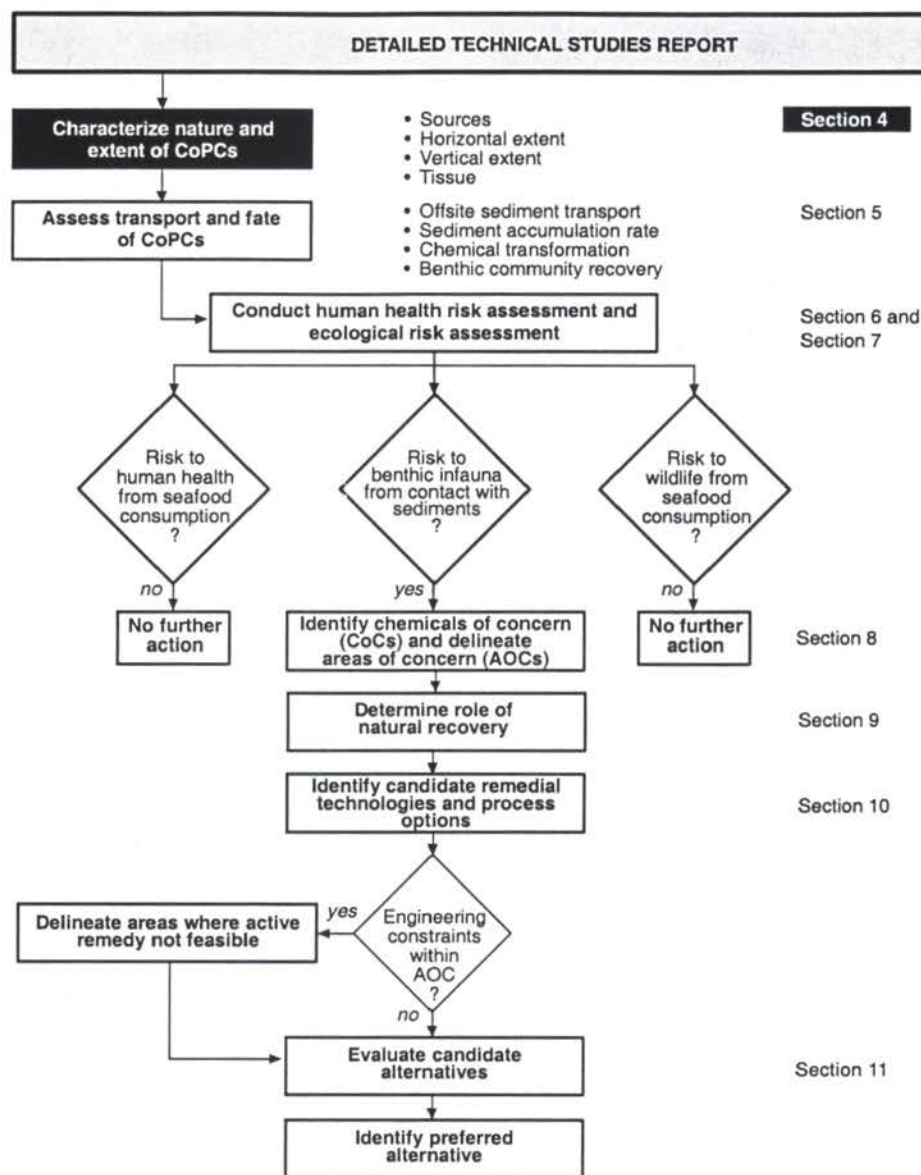 DETAILED TECHNICAL STUDIES REPORT
Characterize nature and
extent of CoPCs
• Sources
• Horizontal extent
• Vertical extent
• Tissue
Section 4
Assess transport and fate
of CoPCs
• Offsite sediment transport
• Sediment accumulation rate
• Chemical transformation
• Benthic community recovery
Section 5
Conduct human health risk assessment and
ecological risk assessment
Section 6 and
Section 7
Risk to
human health
from seafood
consumption
?
Risk to
benthic infauna
from contact with
sediments
?
Risk to
wildlife from
seafood
consumption
?
no
yes
no
No further
action
Identify chemicals of concern
(CoCs) and delineate
areas of concern (AOCs)
No further
action
Section 8
Determine role of
natural recovery
Section 9
Identify candidate remedial
technologies and process
options
Section 10
Delineate areas where active
remedy not feasible
yes
Engineering
constraints
within
AOC
?
no
Evaluate candidate
alternatives
Section 11
Identify preferred
alternative